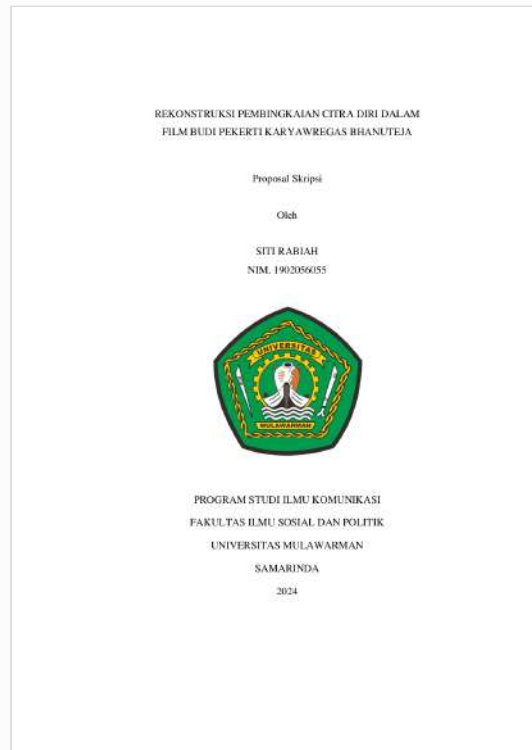 REKONSTRUKSI PEMBINGKAIAN CITRA DIRI DALAM
FILM BUDI PEKERTI KARYAWREGAS BHANUTEJA
Proposal Skripsi
Oleh
SITI RABIAH
NIM. 1902056055
UNIVERSITAS
MULAWARMAN
PROGRAM STUDI ILMU KOMUNIKASI
FAKULTAS ILMU SOSIAL DAN POLITIK
UNIVERSITAS MULAWARMAN
SAMARINDA
2024